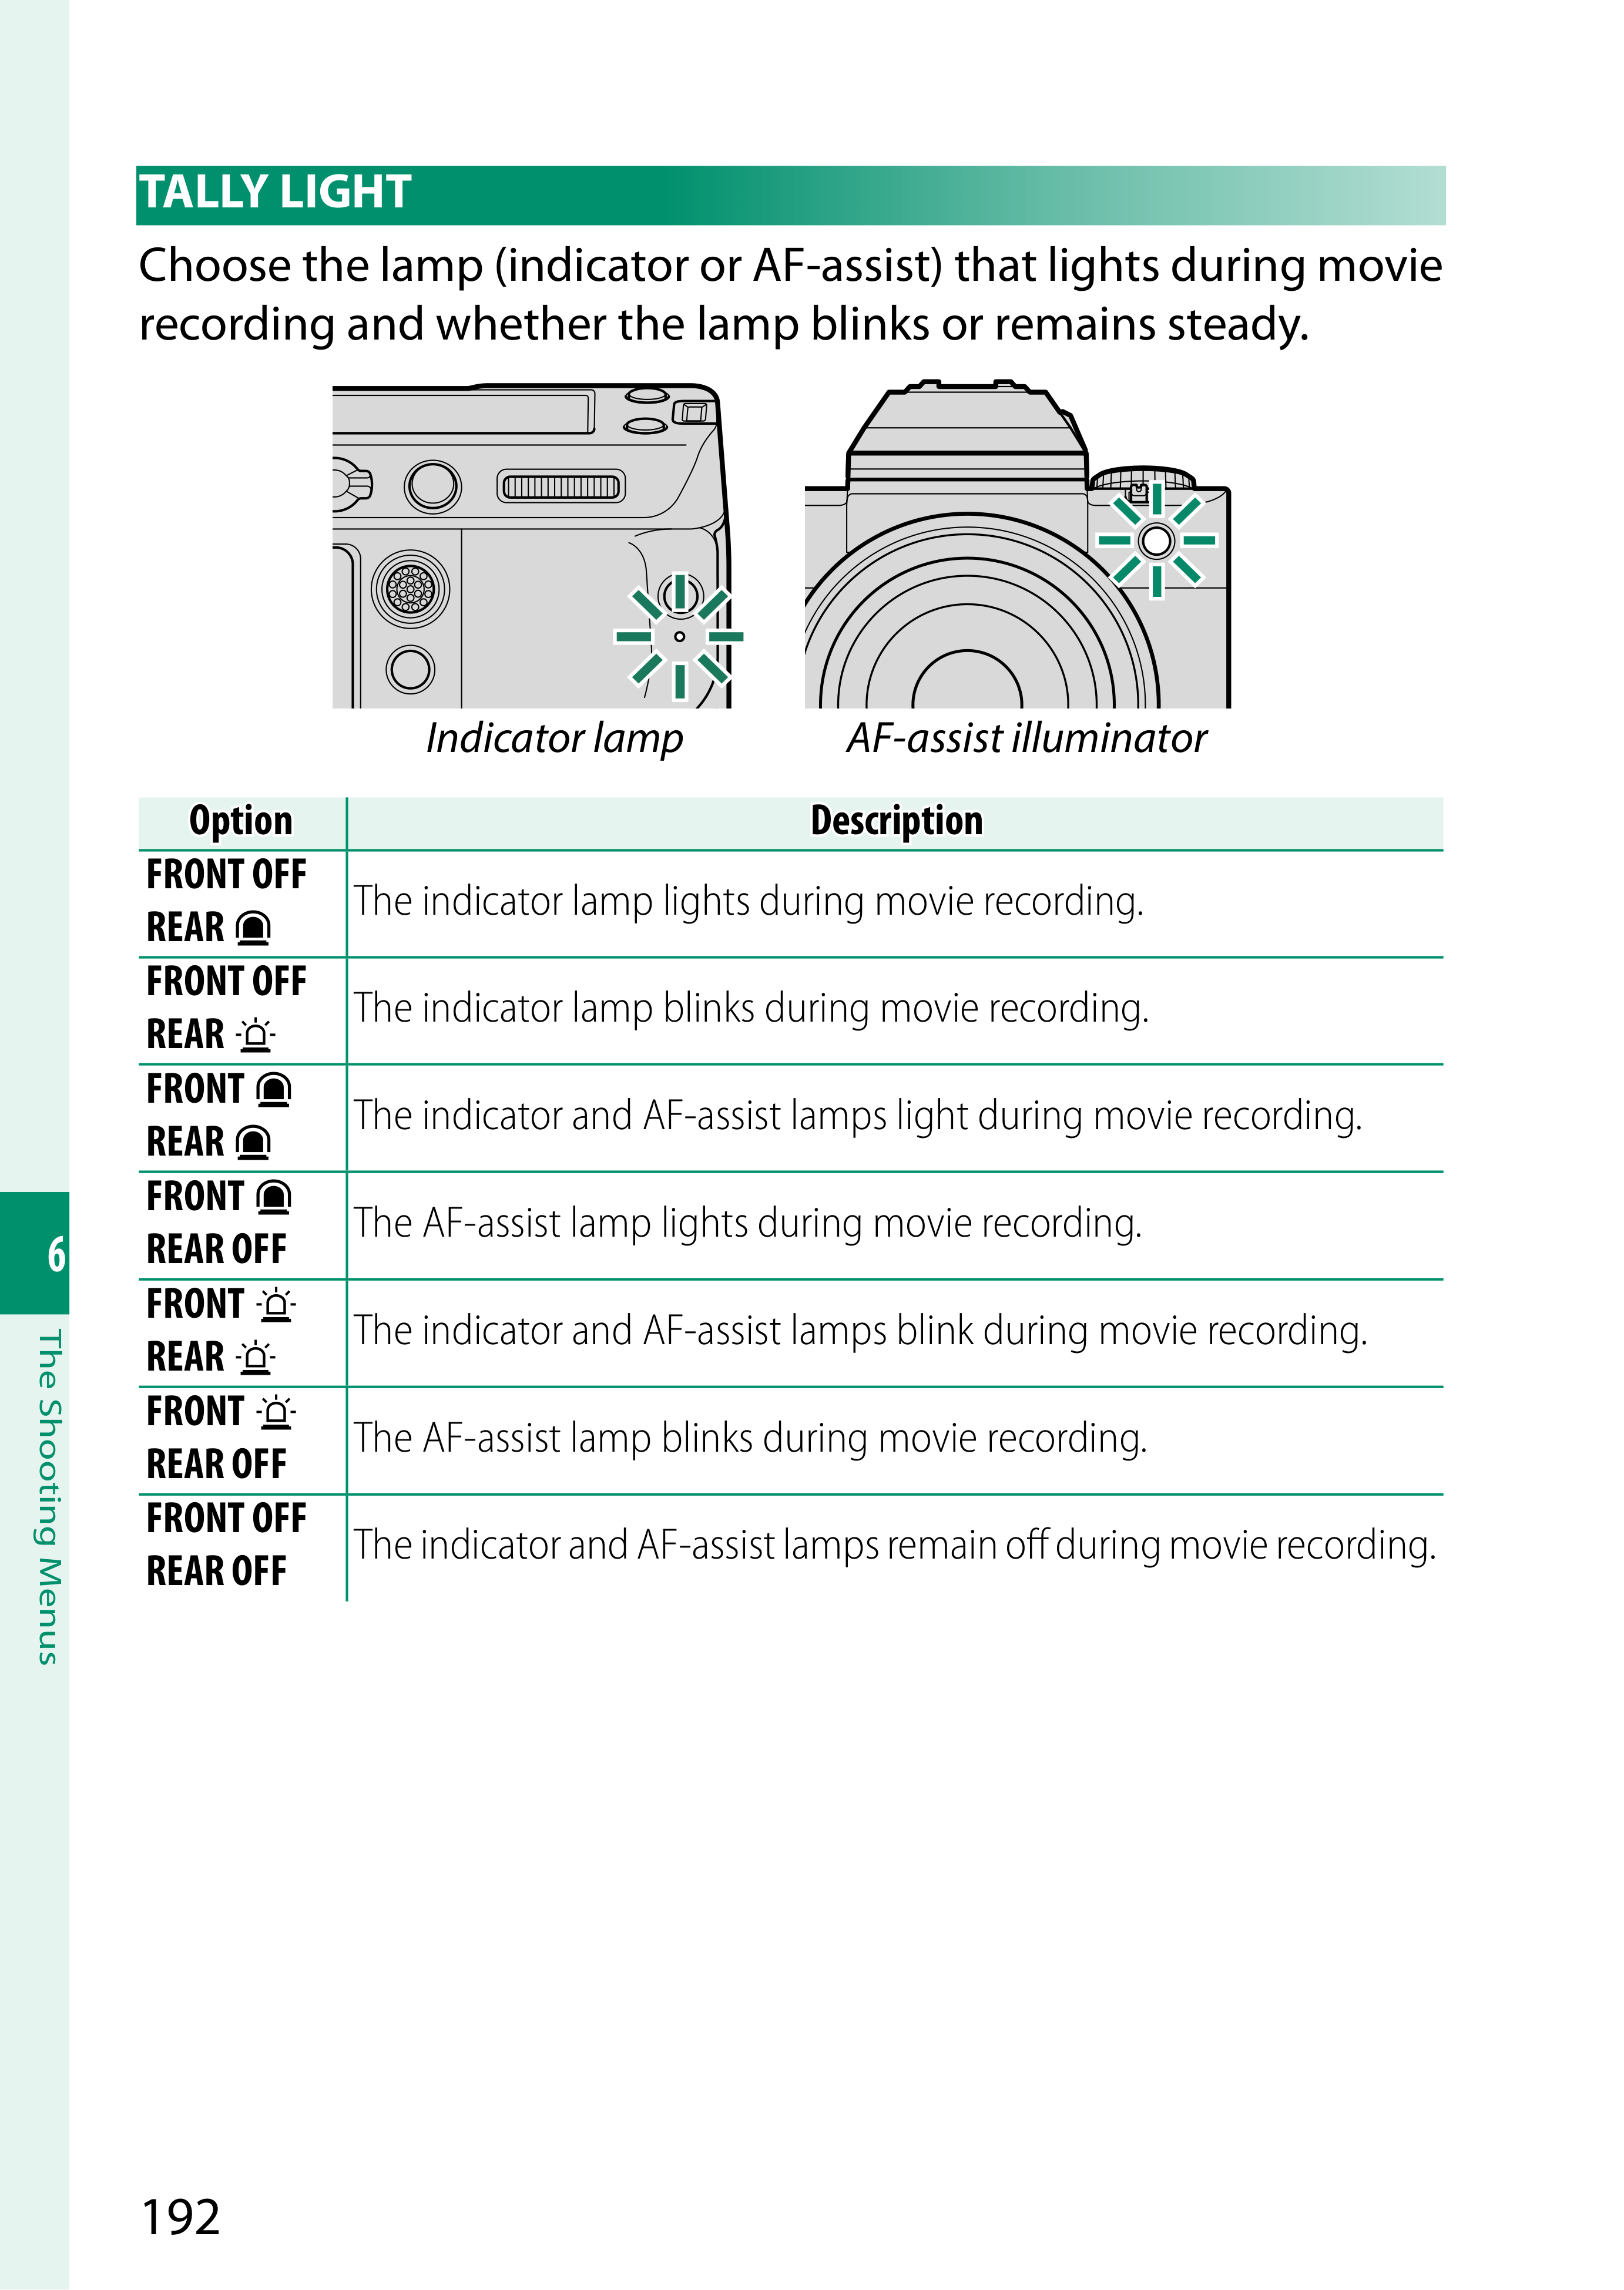 TALLY LIGHT
Choose the lamp (indicator or AF-assist) that lights during movie
recording and whether the lamp blinks or remains steady.
Indicator lamp
AF-assist illuminator
Option
Description
FRONT OFF
REAR
The indicator lamp lights during movie recording.
FRONT OFF
REAR
The indicator lamp blinks during movie recording.
FRONT
REAR
The indicator and AF-assist lamps light during movie recording.
FRONT
REAR OFF
The AF-assist lamp lights during movie recording.
FRONT
REAR
The indicator and AF-assist lamps blink during movie recording.
FRONT
REAR OFF
The AF-assist lamp blinks during movie recording.
FRONT OFF
REAR OFF
The indicator and AF-assist lamps remain off during movie recording.
6
The Shooting Menus
192